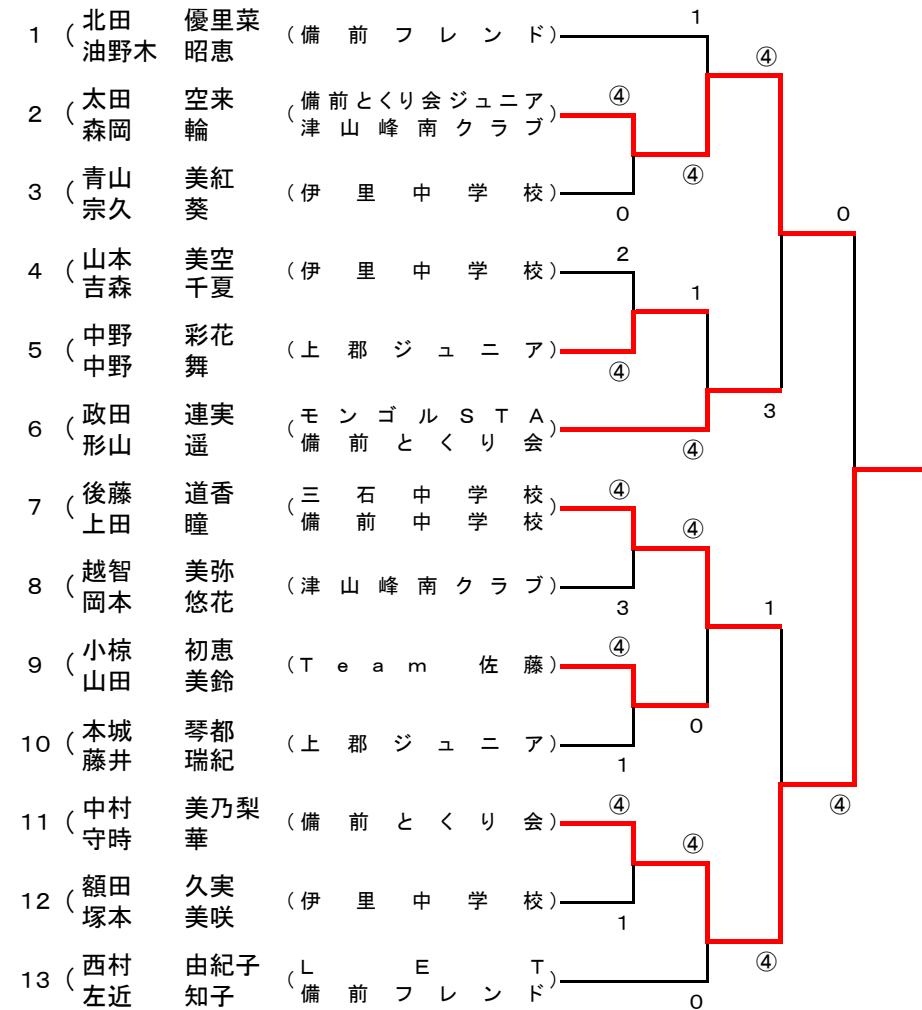 1 ( 北田 優里菜 (備前フレンド)
油野木 昭恵
2 ( 太田 空来 (備前とくり会ジュニア)
森岡 輪 津山峰南クラブ
3 ( 青山 美紅 (伊里中学校)
宗久 葵
4 ( 山本 美空 (伊里中学校)
吉森 千夏
5 ( 中野 彩花 (上郡ジュニア)
中野 舞
6 ( 政田 連実 (モンゴルSTA)
形山 遥 備前とくり会
7 ( 後藤 道香 (三石中学校)
上田 瞳 備前中学校
8 ( 越智 美弥 (津山峰南クラブ)
岡本 悠花
9 ( 小椋 初恵 (Team 佐藤)
山田 美鈴
10 ( 本城 琴都 (上郡ジュニア)
藤井 瑞紀
11 ( 中村 美乃梨 (備前とくり会)
守時 華
12 ( 額田 久実 (伊里中学校)
塚本 美咲
13 ( 西村 由紀子 (LET)
左近 知子 備前フレンド
④
0
2
④
④
3
④
1
④
1
1
④
1
④
④
0
④
0
④
3
1
④
0
④